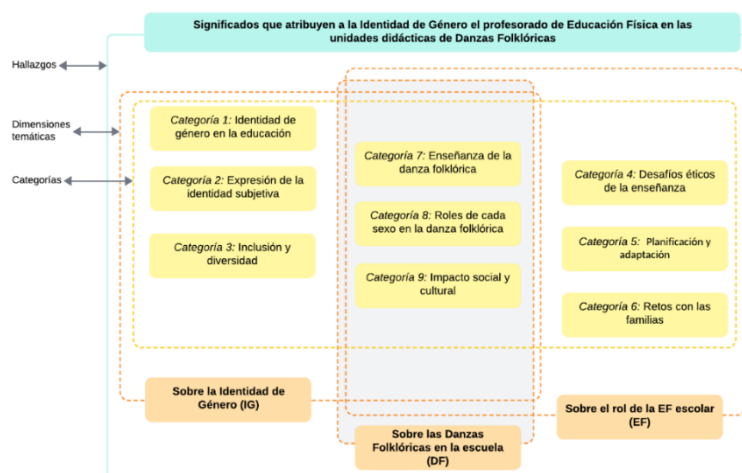 Significados que atribuyen a la Identidad de Género el profesorado de Educación Física en las
unidades didácticas de Danzas Folklóricas
Hallazgos
Dimensiones
temáticas
Categorías
Categoría 1: Identidad de
género en la educación
Categoría 2: Expresión de
la identidad subjetiva
Categoría 3: Inclusión y
diversidad
Categoría 7: Enseñanza de
la danza folklórica
Categoría 8: Roles de cada
sexo en la danza folklórica
Categoría 9: Impacto social y
cultural
Categoría 4: Desafíos éticos
de la enseñanza
Categoría 5: Planificación y
adaptación
Categoría 6: Retos con las
familias
Sobre la Identidad de
Género (IG)
Sobre las Danzas
Folklóricas en la escuela
(DF)
Sobre el rol de la EF escolar
(EF)